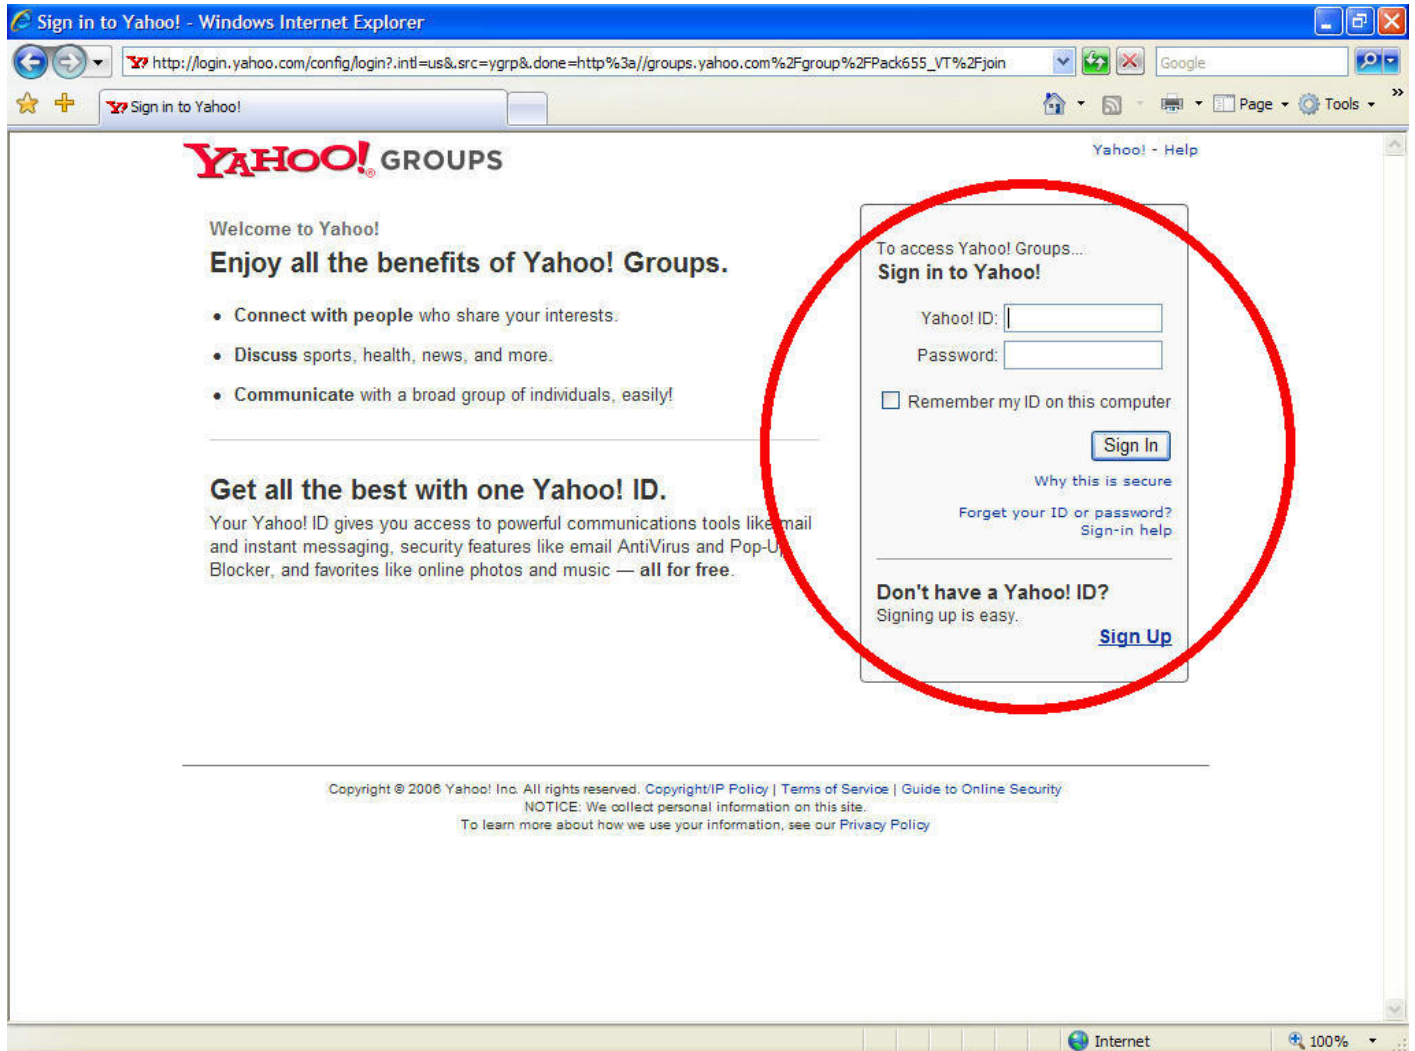 Sign in to Yahoo! - Windows Internet Explorer
http://login.yahoo.com/config/login?.intl=us&.src=ygrp&.done=http%3a//groups.yahoo.com%2Fgroup%2FPack655_VT%2Fjoin
Google
Sign in to Yahoo!
Page
Tools
YAHOO! GROUPS
Yahoo! - Help
Welcome to Yahoo!
Enjoy all the benefits of Yahoo! Groups.
• Connect with people who share your interests.
• Discuss sports, health, news, and more.
• Communicate with a broad group of individuals, easily!
Get all the best with one Yahoo! ID.
Your Yahoo! ID gives you access to powerful communications tools like mail
and instant messaging, security features like email AntiVirus and Pop-Up
Blocker, and favorites like online photos and music — all for free.
To access Yahoo! Groups...
Sign in to Yahoo!
Yahoo! ID:
Password:
Remember my ID on this computer
Sign In
Why this is secure
Forget your ID or password?
Sign-in help
Don't have a Yahoo! ID?
Signing up is easy.
Sign Up
Copyright © 2006 Yahoo! Inc. All rights reserved. Copyright/IP Policy | Terms of Service | Guide to Online Security
NOTICE: We collect personal information on this site.
To learn more about how we use your information, see our Privacy Policy
Internet
100%